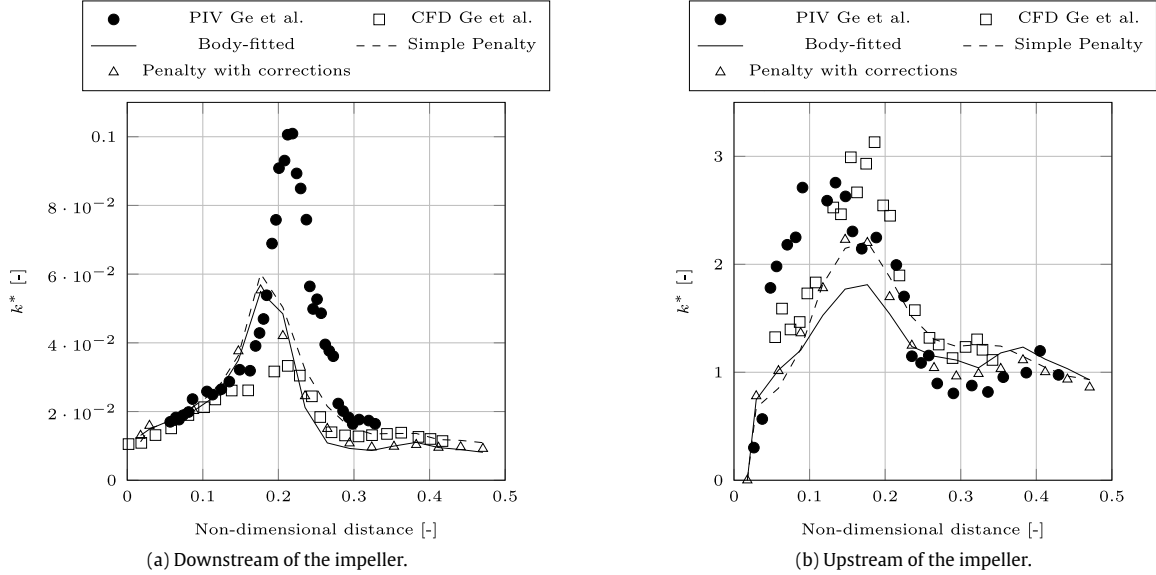 PIV Ge et al.
CFD Ge et al.
Body-fitted
Simple Penalty
Penalty with corrections
0.1
8 · 10⁻²
6 · 10⁻²
4 · 10⁻²
2 · 10⁻²
0
k* [-]
0 0.1 0.2 0.3 0.4 0.5
Non-dimensional distance [-]
(a) Downstream of the impeller.
PIV Ge et al.
CFD Ge et al.
Body-fitted
Simple Penalty
Penalty with corrections
3
2
1
0
k* [-]
0 0.1 0.2 0.3 0.4 0.5
Non-dimensional distance [-]
(b) Upstream of the impeller.